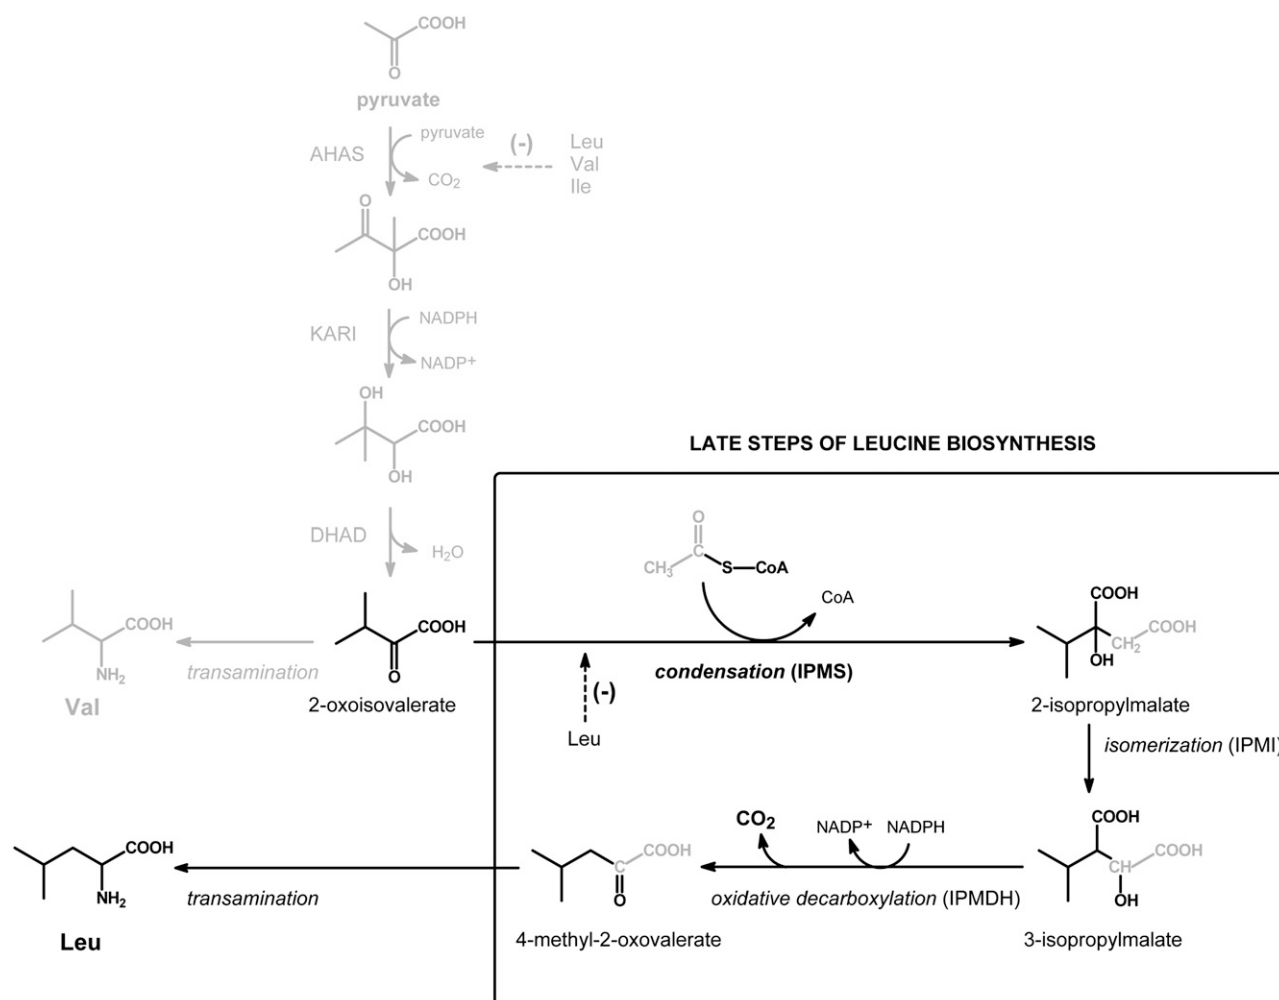 COOH
O
pyruvate
pyruvate
AHAS
CO2
(-)
Leu
Val
Ile
O
COOH
OH
KARI
NADPH
NADP+
OH
COOH
OH
DHAD
H2O
LATE STEPS OF LEUCINE BIOSYNTHESIS
O
CH3
C
S
CoA
CoA
COOH
NH2
Val
transamination
COOH
O
2-oxoisovalerate
condensation (IPMS)
(-)
Leu
COOH
COOH
CH2
OH
2-isopropylmalate
isomerization (IPMI)
COOH
NH2
Leu
transamination
C
COOH
O
4-methyl-2-oxovalerate
CO2
NADP+
NADPH
oxidative decarboxylation (IPMDH)
COOH
COOH
CH
OH
3-isopropylmalate